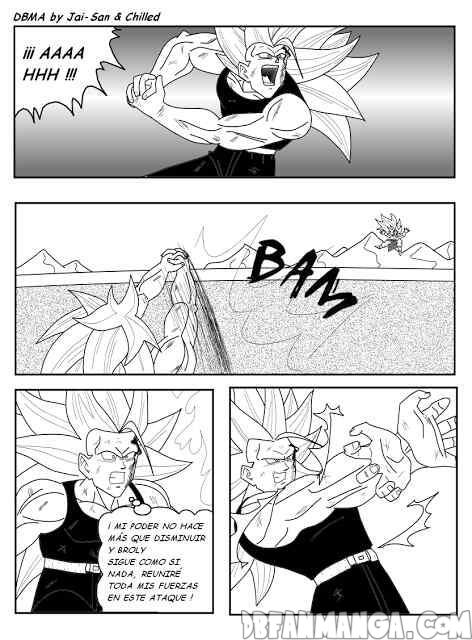 DBMA by Jai-San & Chilled
¡¡¡ AAAA
HHH !!!
BAM
¡ MI PODER NO HACE
MÁS QUE DISMINUIR
Y BROLY
SIGUE COMO SI
NADA, REUNIRÉ
TODA MIS FUERZAS
EN ESTE ATAQUE !
DBFANMANGA.COM